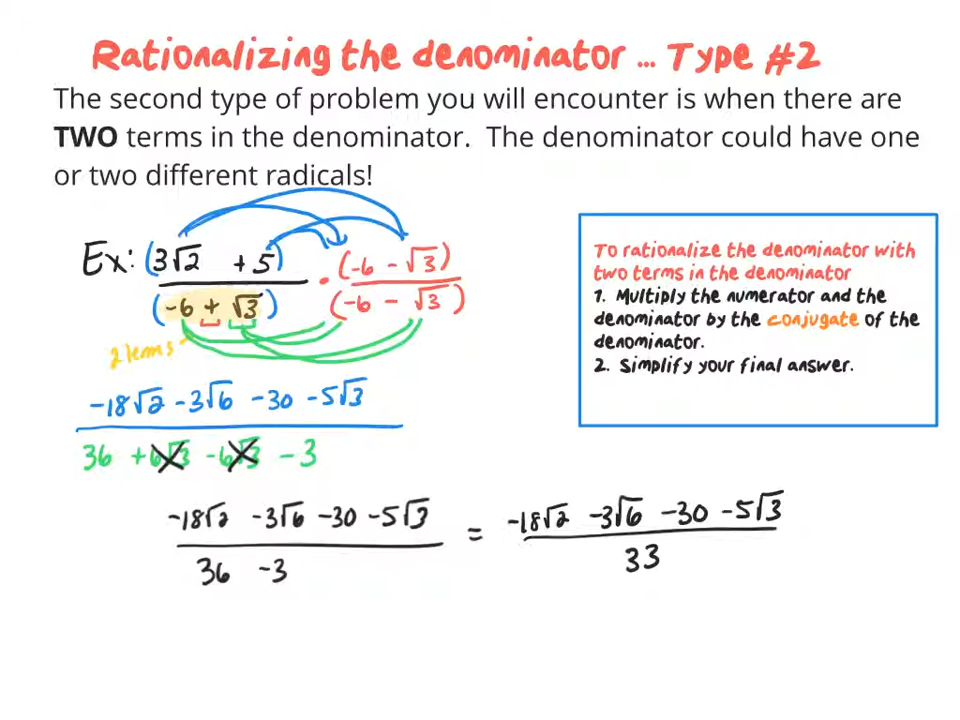 Rationalizing the denominator ... Type #2
The second type of problem you will encounter is when there are
TWO terms in the denominator. The denominator could have one
or two different radicals!
Ex: (3√2 + 5) / (-6 + √3) · (-6 - √3) / (-6 - √3)
2 terms
-18√2 -3√6 -30 -5√3
36 +6√3 -6√3 -3
-18√2 -3√6 -30 -5√3 / 36 -3 = -18√2 -3√6 -30 -5√3 / 33
To rationalize the denominator with
two terms in the denominator
1. Multiply the numerator and the
denominator by the conjugate of the
denominator.
2. Simplify your final answer.